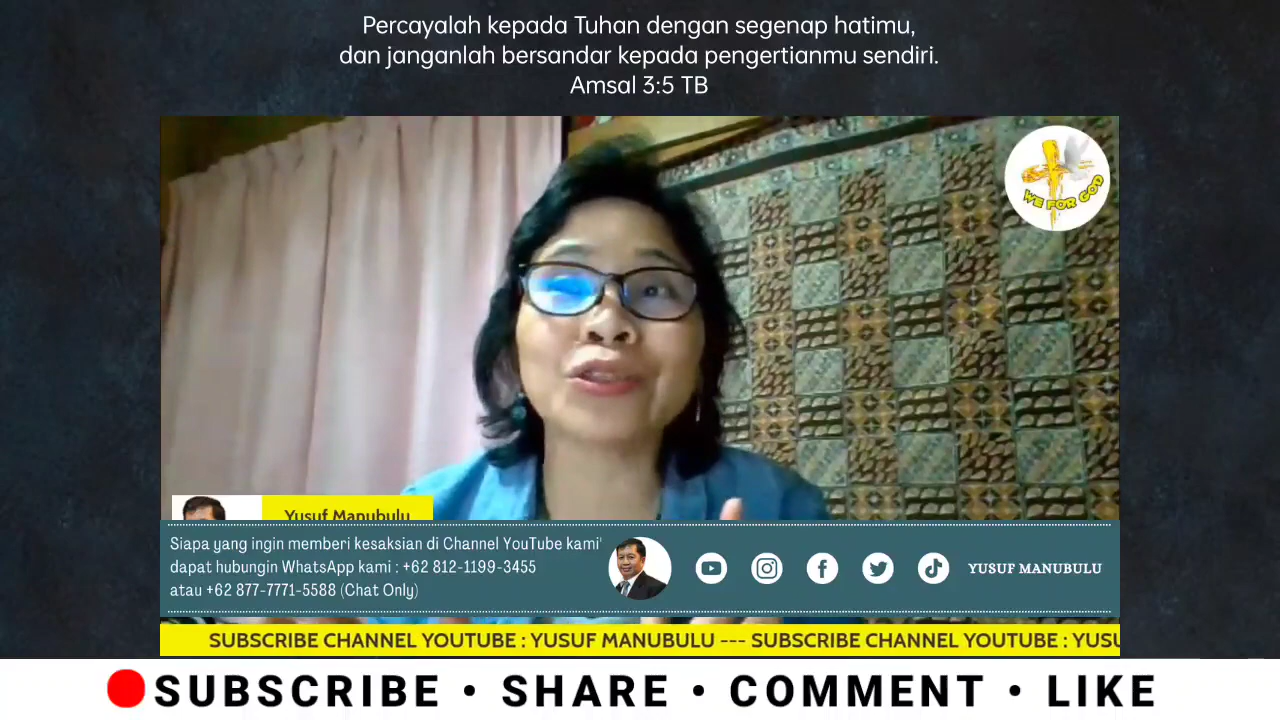 Percayalah kepada Tuhan dengan segenap hatimu,
dan janganlah bersandar kepada pengertianmu sendiri.
Amsal 3:5 TB
WE FOR GOD
Yusuf Manubulu
Siapa yang ingin memberi kesaksian di Channel YouTube kami'
dapat hubungin WhatsApp kami : +62 812-1199-3455
atau +62 877-7771-5588 (Chat Only)
YUSUF MANUBULU
SUBSCRIBE CHANNEL YOUTUBE : YUSUF MANUBULU --- SUBSCRIBE CHANNEL YOUTUBE : YUSU
SUBSCRIBE • SHARE • COMMENT • LIKE